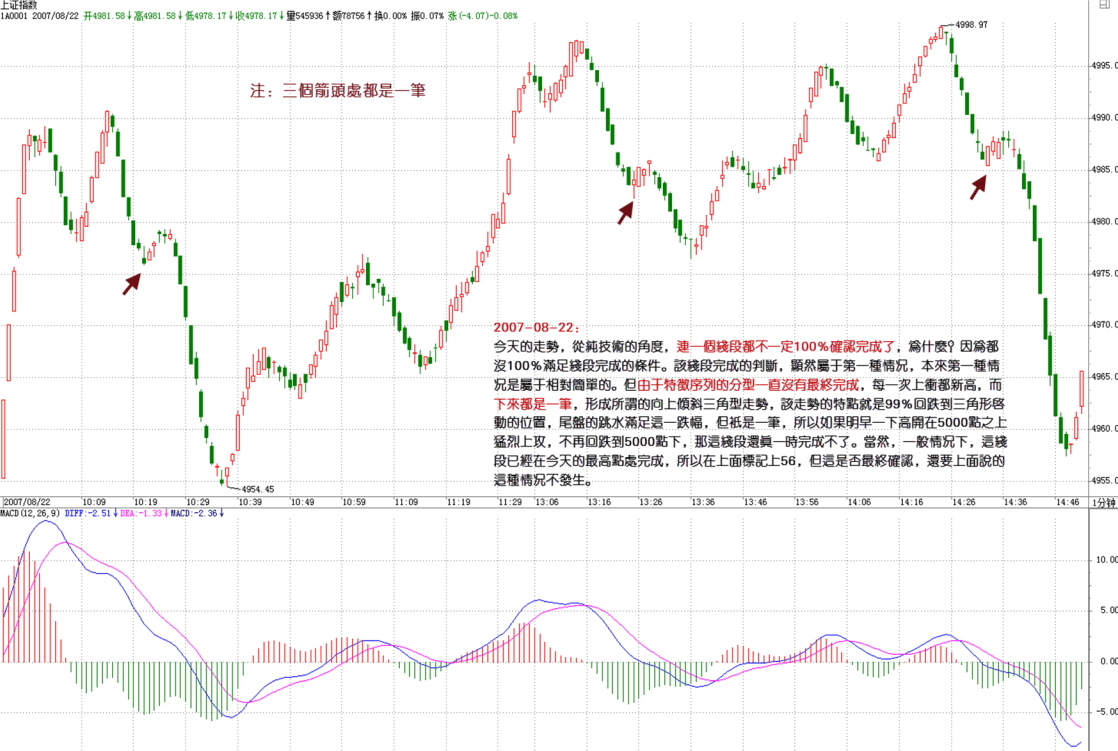 上证指数
1A0001 2007/08/22 开4981.58↓高4981.58↓低4978.17↓收4978.17↓量545936↑额78756↑换0.00% 振0.07% 涨(-4.07)-0.08%
4998.97
4995.0
注：三個箭頭處都是一筆
4990.0
4985.0
4980.0
4975.0
4970.0
2007-08-22：
今天的走勢，從純技術的角度，連一個綫段都不一定100%確認完成了，爲什麽？因爲都
沒100%滿足綫段完成的條件。該綫段完成的判斷，顯然屬于第一種情況，本來第一種情
況是屬于相對簡單的。但由于特徵序列的分型一直沒有最終完成，每一次上衝都新高，而
下來都是一筆，形成所謂的向上傾斜三角型走勢，該走勢的特點就是99%回跌到三角形啓
動的位置，尾盤的跳水滿足這一跌幅，但衹是一筆，所以如果明早一下高開在5000點之上
猛烈上攻，不再回跌到5000點下，那這綫段還眞一時完成不了。當然，一般情況下，這綫
段已經在今天的最高點處完成，所以在上面標記上56，但這是否最終確認，還要上面說的
這種情況不發生。
4965.0
4960.0
4955.0
4954.45
2007/08/22 10:09 10:19 10:29 10:39 10:49 10:59 11:09 11:19 11:29 13:06 13:16 13:26 13:36 13:46 13:56 14:06 14:16 14:26 14:36 14:46 1分钟
MACD(12,26,9) DIFF:-2.51↓DEA:-1.33↓MACD:-2.36↓
10.00
5.00
0.00
-5.00